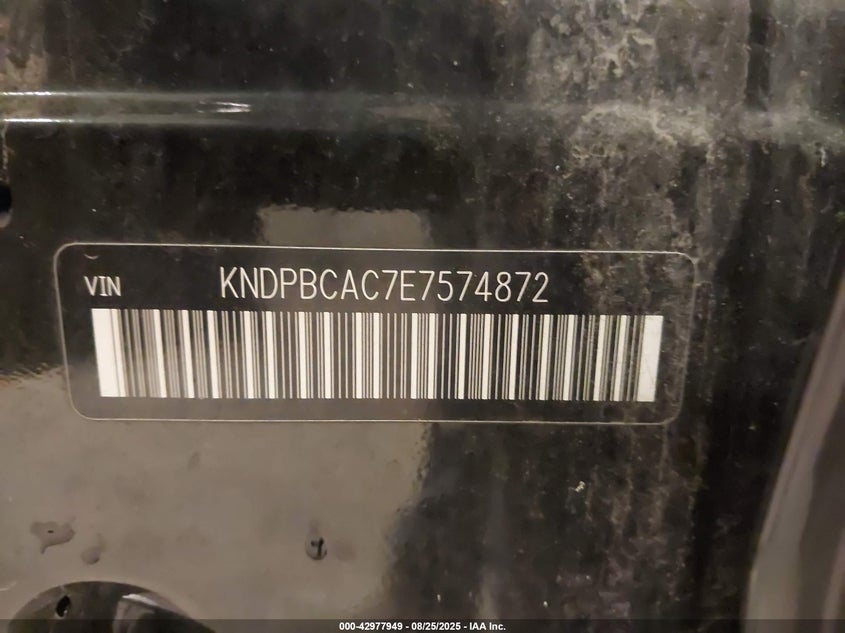 VIN KNDPBCAC7E7574872
000-42977949 - 08/25/2025 - IAA Inc.